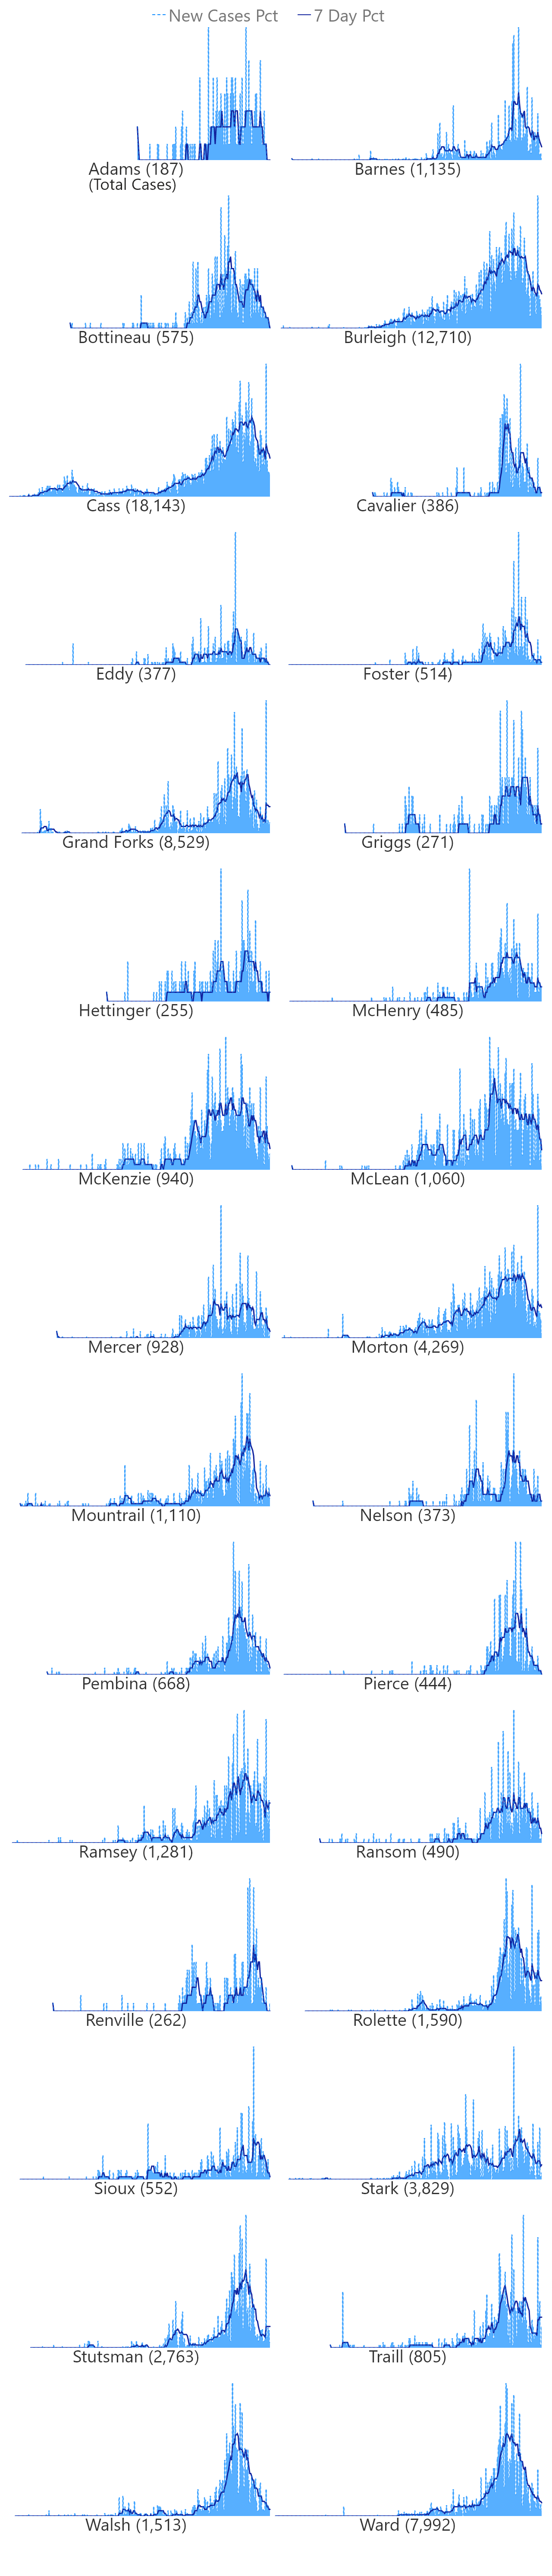 New Cases Pct 7 Day Pct
Adams (187)
(Total Cases)
Barnes (1,135)
Bottineau (575)
Burleigh (12,710)
Cass (18,143)
Cavalier (386)
Eddy (377)
Foster (514)
Grand Forks (8,529)
Griggs (271)
Hettinger (255)
McHenry (485)
McKenzie (940)
McLean (1,060)
Mercer (928)
Morton (4,269)
Mountrail (1,110)
Nelson (373)
Pembina (668)
Pierce (444)
Ramsey (1,281)
Ransom (490)
Renville (262)
Rolette (1,590)
Sioux (552)
Stark (3,829)
Stutsman (2,763)
Traill (805)
Walsh (1,513)
Ward (7,992)